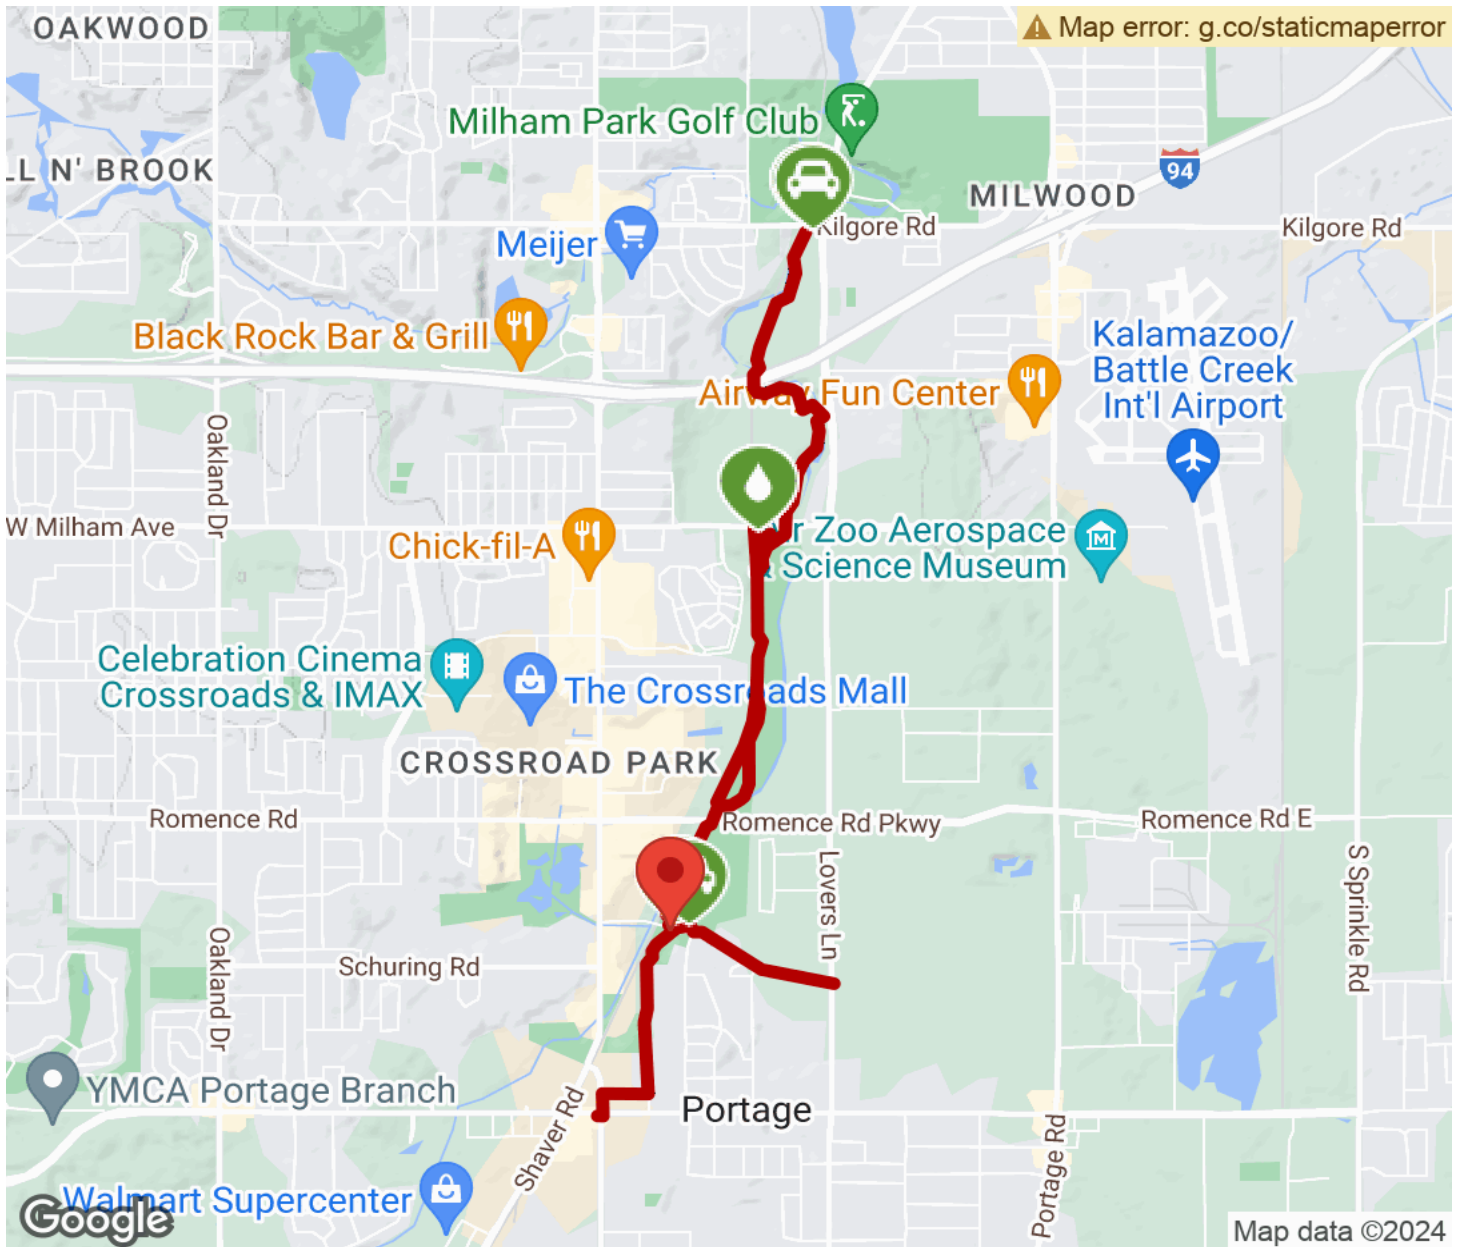 OAKWOOD
Map error: g.co/staticmaperror
Milham Park Golf Club
LL N' BROOK
94
MILWOOD
Kilgore Rd
Kilgore Rd
Meijer
Black Rock Bar & Grill
Kalamazoo/
Battle Creek
Int'l Airport
Airway Fun Center
Oakland Dr
W Milham Ave
Chick-fil-A
Zoo Aerospace
& Science Museum
Celebration Cinema
Crossroads & IMAX
The Crossroads Mall
CROSSROAD PARK
Romence Rd
Romence Rd Pkwy
Romence Rd E
Lovers Ln
S Sprinkle Rd
Oakland Dr
Schuring Rd
YMCA Portage Branch
Shaver Rd
Portage
Portage Rd
Walmart Supercenter
Google
Map data ©2024